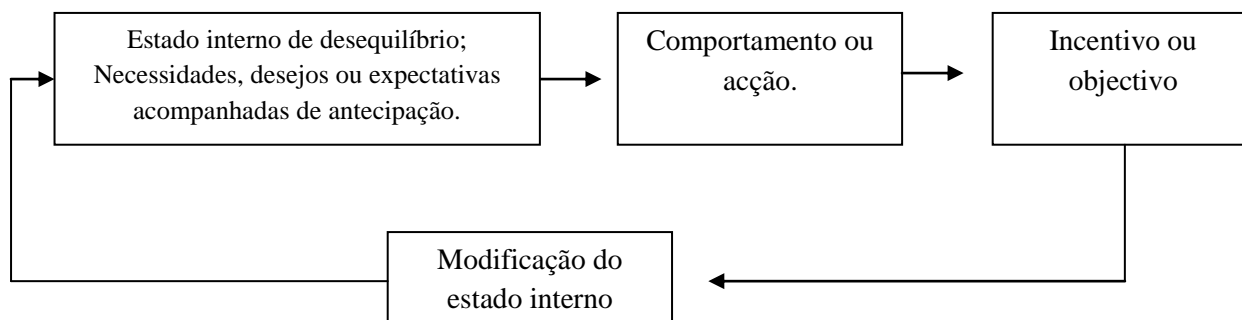 Estado interno de desequilíbrio;
Necessidades, desejos ou expectativas
acompanhadas de antecipação.
Comportamento ou
acção.
Incentivo ou
objectivo
Modificação do
estado interno